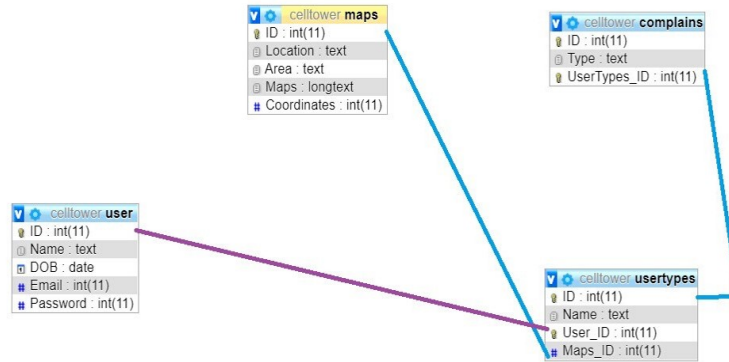 celltower maps
ID : int(11)
Location : text
Area : text
Maps : longtext
Coordinates : int(11)
celltower complains
ID : int(11)
Type : text
UserTypes_ID : int(11)
celltower user
ID : int(11)
Name : text
DOB : date
Email : int(11)
Password : int(11)
celltower usertypes
ID : int(11)
Name : text
User_ID : int(11)
Maps_ID : int(11)